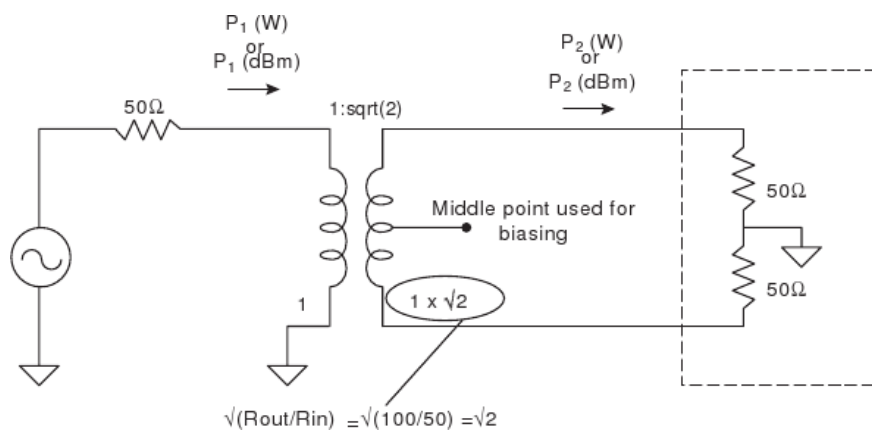 P1 (W)
or
P1 (dBm)
P2 (W)
or
P2 (dBm)
50Ω
1:sqrt(2)
50Ω
Middle point used for
biasing
1
1 x √2
50Ω
√(Rout/Rin) =√(100/50) =√2